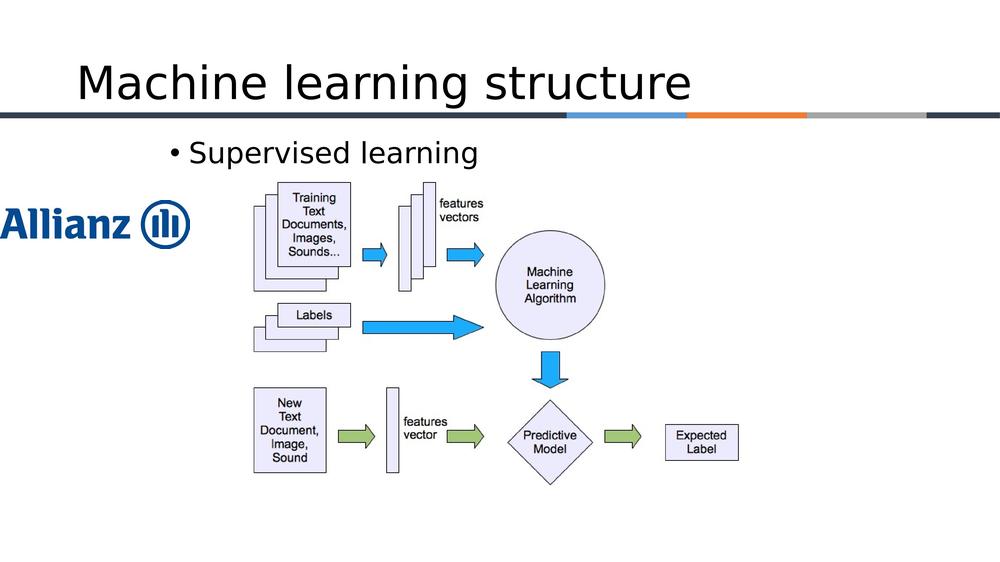 Machine learning structure
• Supervised learning
Allianz
Training
Text
Documents,
Images,
Sounds...
features
vectors
Machine
Learning
Algorithm
Labels
New
Text
Document,
Image,
Sound
features
vector
Predictive
Model
Expected
Label